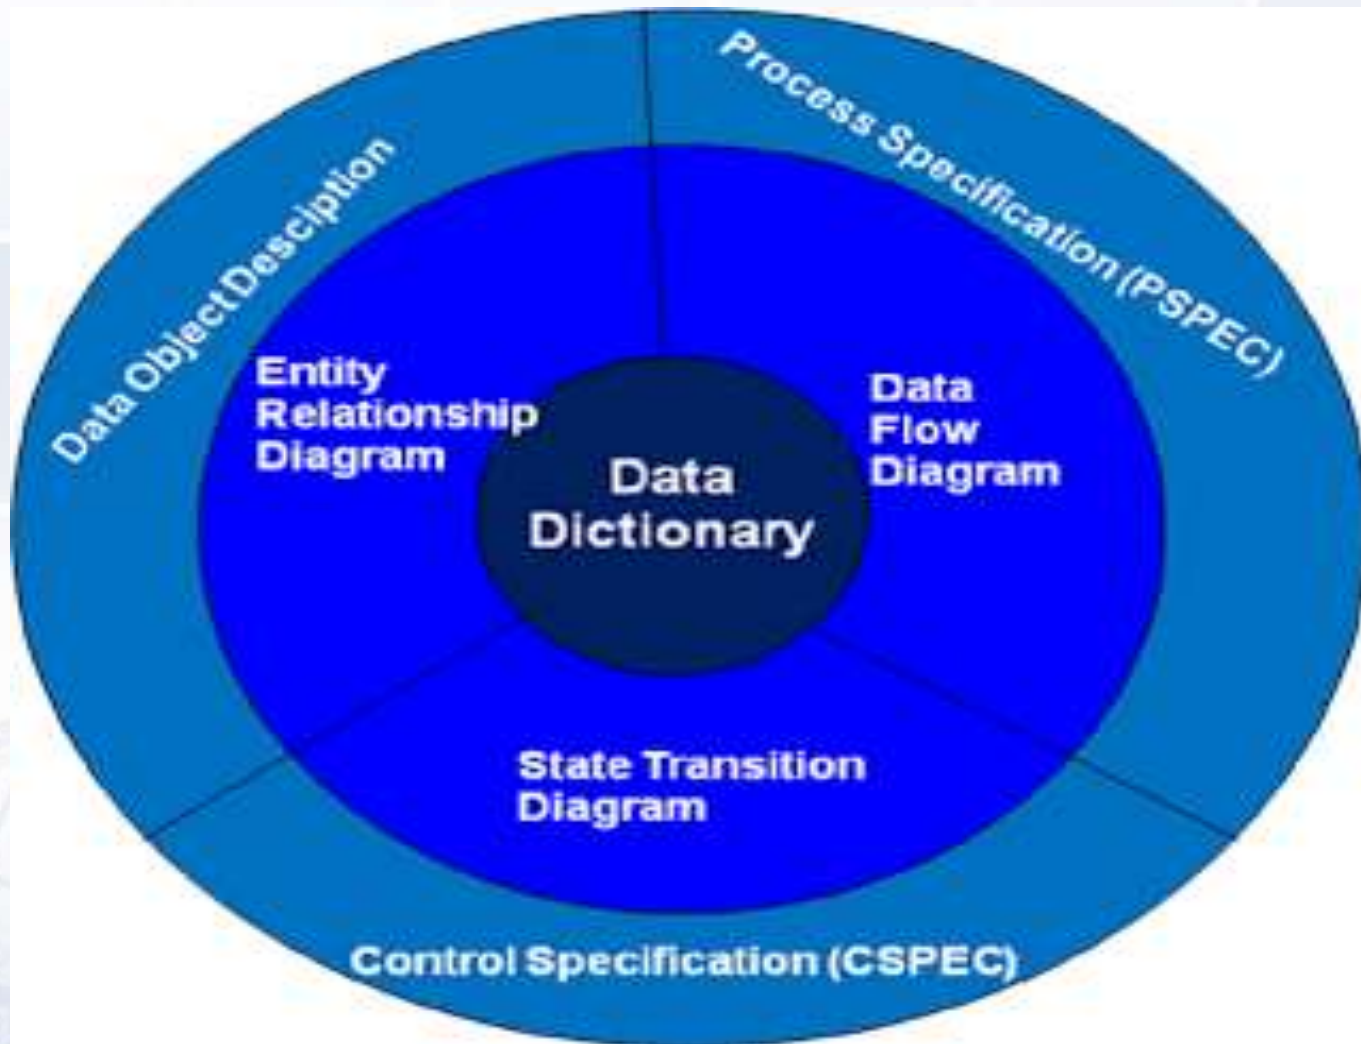 Process Specification (PSPEC)
Data Object Desciption
Entity
Relationship
Diagram
Data
Flow
Diagram
Data
Dictionary
State Transition
Diagram
Control Specification (CSPEC)